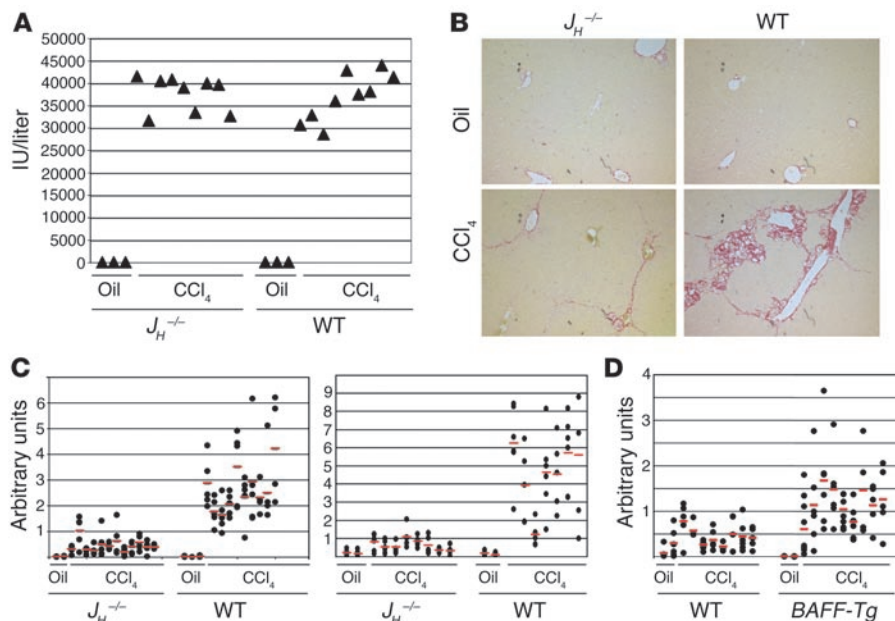 A
IU/liter
50000
45000
40000
35000
30000
25000
20000
15000
10000
5000
0
Oil
CCl4
Oil
CCl4
JH−/−
WT
B
JH−/−
WT
Oil
CCl4
C
Arbitrary units
6
5
4
3
2
1
Oil
CCl4
Oil
CCl4
JH−/−
WT
9
8
7
6
5
4
3
2
1
Oil
CCl4
Oil
CCl4
JH−/−
WT
D
Arbitrary units
4
3
2
1
0
Oil
CCl4
Oil
CCl4
WT
BAFF-Tg